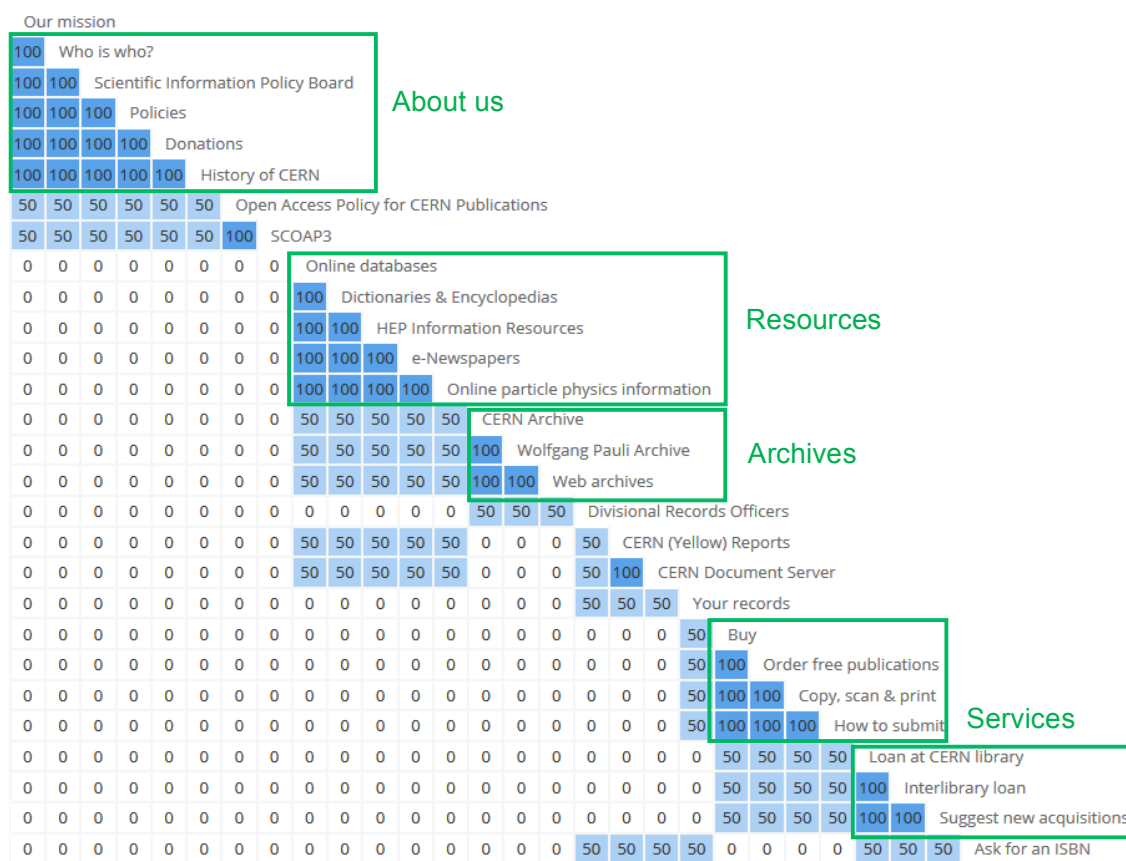 Our mission
100 Who is who?
100 100 Scientific Information Policy Board
About us
100 100 100 Policies
100 100 100 100 Donations
100 100 100 100 100 History of CERN
50 50 50 50 50 50 Open Access Policy for CERN Publications
50 50 50 50 50 50 100 SCOAP3
0 0 0 0 0 0 0 0 Online databases
0 0 0 0 0 0 0 0 100 Dictionaries & Encyclopedias
Resources
0 0 0 0 0 0 0 0 100 100 HEP Information Resources
0 0 0 0 0 0 0 0 100 100 100 e-Newspapers
0 0 0 0 0 0 0 0 100 100 100 100 Online particle physics information
0 0 0 0 0 0 0 0 50 50 50 50 50 CERN Archive
0 0 0 0 0 0 0 0 50 50 50 50 50 100 Wolfgang Pauli Archive
Archives
0 0 0 0 0 0 0 0 50 50 50 50 50 100 100 Web archives
0 0 0 0 0 0 0 0 0 0 0 0 0 50 50 50 Divisional Records Officers
0 0 0 0 0 0 0 0 50 50 50 50 50 0 0 0 50 CERN (Yellow) Reports
0 0 0 0 0 0 0 0 50 50 50 50 50 0 0 0 50 100 CERN Document Server
0 0 0 0 0 0 0 0 0 0 0 0 0 0 0 0 50 50 50 Your records
0 0 0 0 0 0 0 0 0 0 0 0 0 0 0 0 0 0 0 50 Buy
0 0 0 0 0 0 0 0 0 0 0 0 0 0 0 0 0 0 0 50 100 Order free publications
0 0 0 0 0 0 0 0 0 0 0 0 0 0 0 0 0 0 0 50 100 100 Copy, scan & print
Services
0 0 0 0 0 0 0 0 0 0 0 0 0 0 0 0 0 0 0 50 100 100 100 How to submit
0 0 0 0 0 0 0 0 0 0 0 0 0 0 0 0 0 0 0 0 50 50 50 50 Loan at CERN library
0 0 0 0 0 0 0 0 0 0 0 0 0 0 0 0 0 0 0 0 50 50 50 50 100 Interlibrary loan
0 0 0 0 0 0 0 0 0 0 0 0 0 0 0 0 0 0 0 0 50 50 50 50 100 100 Suggest new acquisitions
0 0 0 0 0 0 0 0 0 0 0 0 0 0 0 0 50 50 50 50 0 0 0 0 50 50 50 Ask for an ISBN